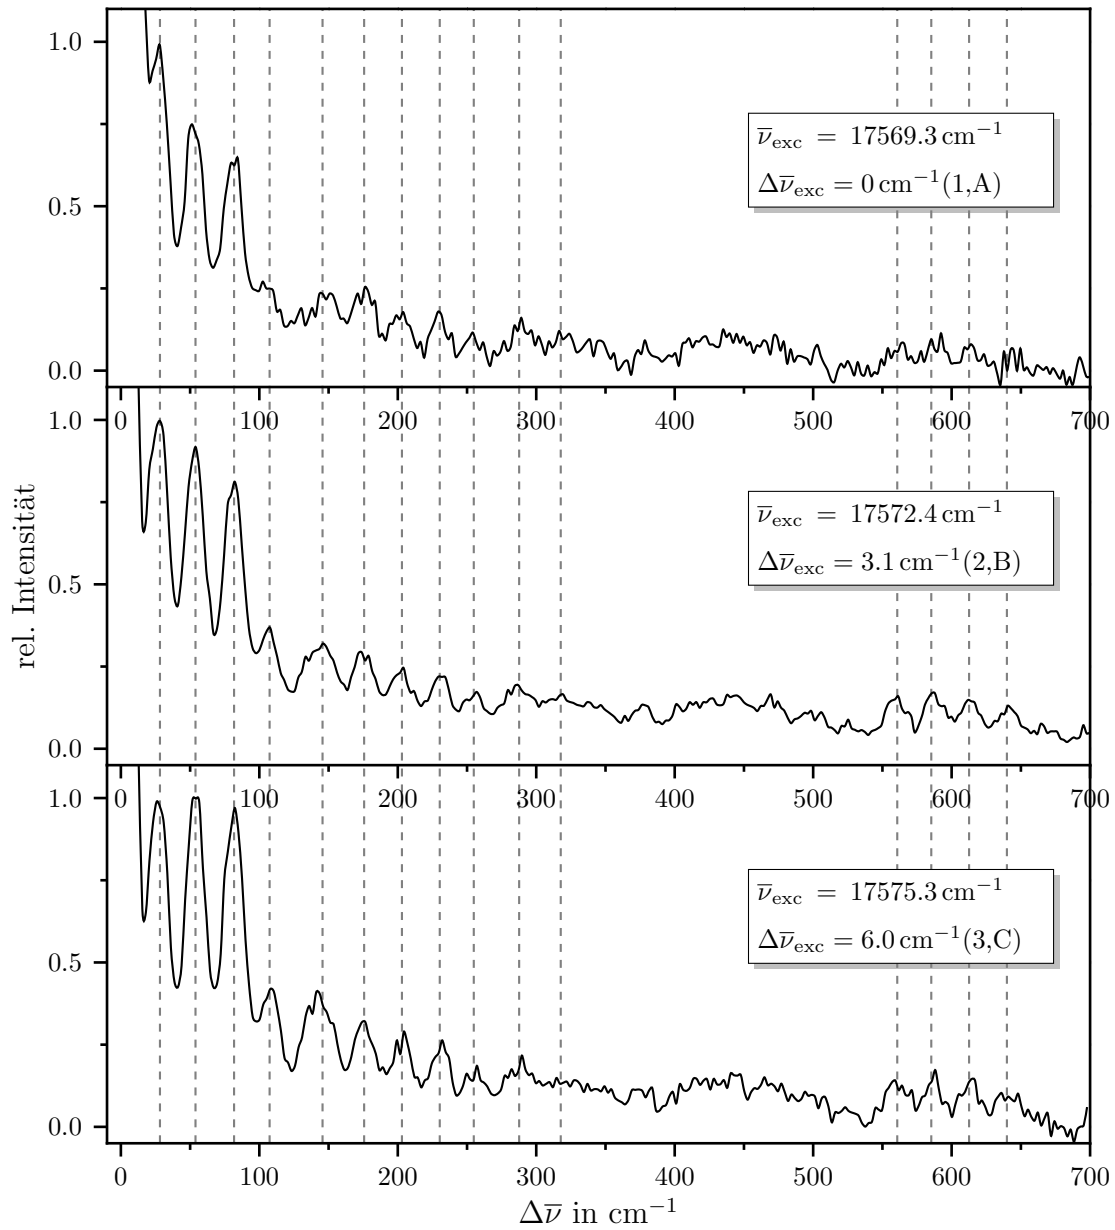 1.0
0.5
0.0
ν̅exc = 17569.3 cm⁻¹
Δν̅exc = 0 cm⁻¹(1,A)
0 100 200 300 400 500 600 700
1.0
0.5
0.0
ν̅exc = 17572.4 cm⁻¹
Δν̅exc = 3.1 cm⁻¹(2,B)
rel. Intensität
0 100 200 300 400 500 600 700
1.0
0.5
0.0
ν̅exc = 17575.3 cm⁻¹
Δν̅exc = 6.0 cm⁻¹(3,C)
0 100 200 300 400 500 600 700
Δν̅ in cm⁻¹